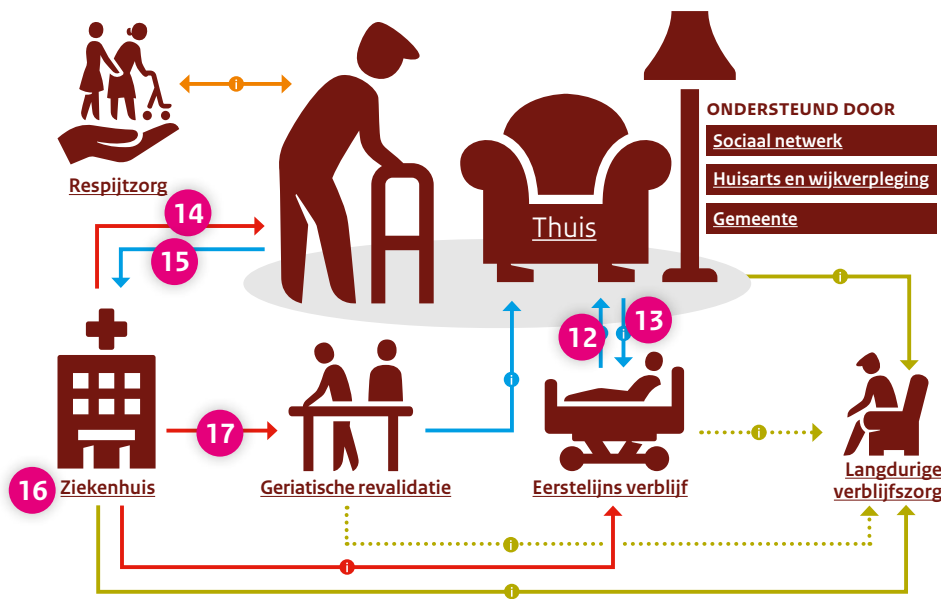 ONDERSTEUND DOOR
Sociaal netwerk
Huisarts en wijkverpleging
Gemeente
i
Respijtzorg
Thuis
14
15
i
12
i
13
i
i
17
i
16
Ziekenhuis
Geriatische revalidatie
Eerstelijns verblijf
Langdurige
verblijfszorg
i
i
i